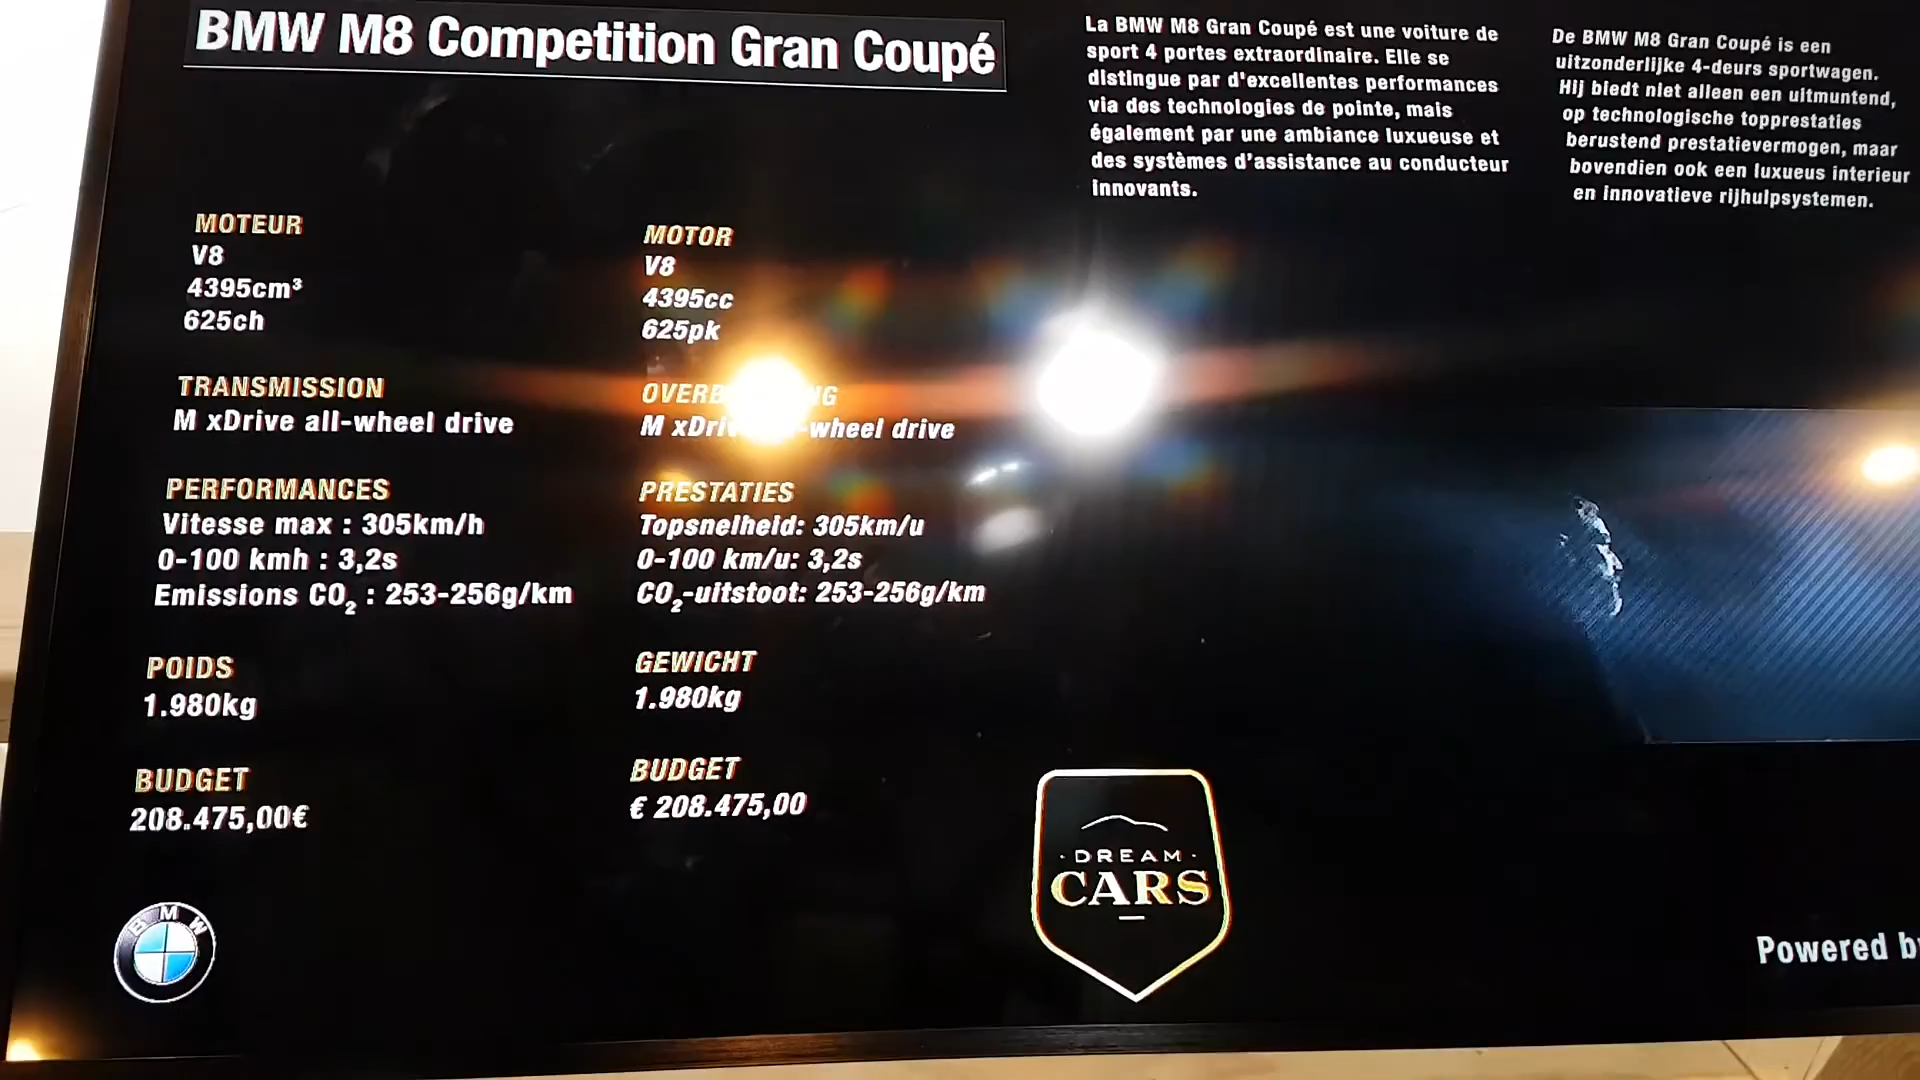 BMW M8 Competition Gran Coupé
MOTEUR
V8
4395cm³
625ch
TRANSMISSION
M xDrive all-wheel drive
PERFORMANCES
Vitesse max : 305km/h
0-100 kmh : 3,2s
Emissions CO₂ : 253-256g/km
POIDS
1.980kg
BUDGET
208.475,00€
MOTOR
V8
4395cc
625pk
M xDri -wheel drive
PRESTATIES
Topsnelheid: 305km/u
0-100 km/u: 3,2s
CO₂-uitstoot: 253-256g/km
GEWICHT
1.980kg
BUDGET
€ 208.475,00
La BMW M8 Gran Coupé est une voiture de
sport 4 portes extraordinaire. Elle se
distingue par d'excellentes performances
via des technologies de pointe, mais
également par une ambiance luxueuse et
des systèmes d'assistance au conducteur
innovants.
De BMW M8 Gran Coupé is een
uitzonderlijke 4-deurs sportwagen.
Hij biedt niet alleen een uitmuntend,
op technologische topprestaties
berustend prestatievermogen, maar
bovendien ook een luxueus interieur
en innovatieve rijhulpsystemen.
BMW
· DREAM ·
CARS
Powered